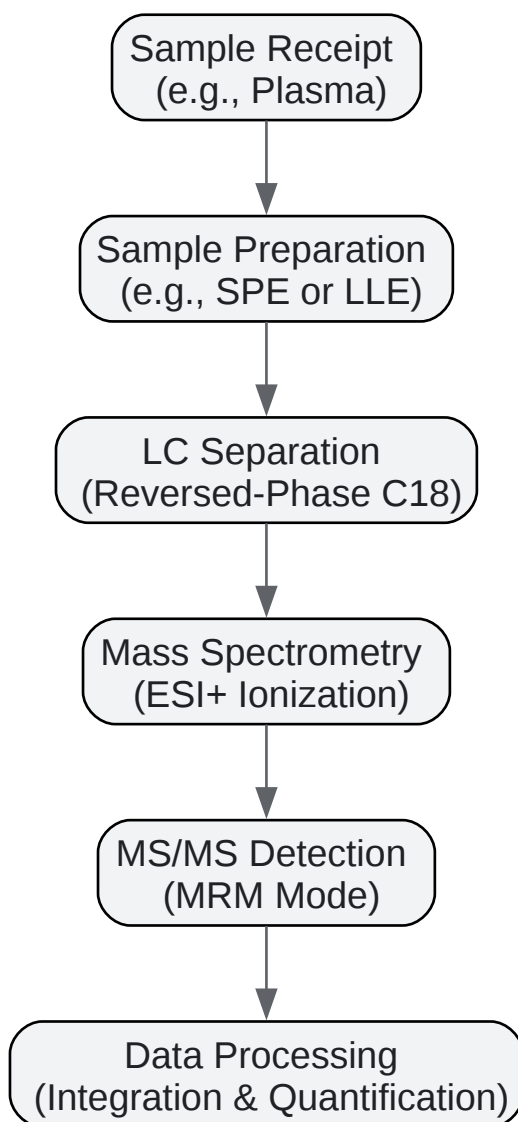 Sample Receipt
(e.g., Plasma)
Sample Preparation
(e.g., SPE or LLE)
LC Separation
(Reversed-Phase C18)
Mass Spectrometry
(ESI+ Ionization)
MS/MS Detection
(MRM Mode)
Data Processing
(Integration & Quantification)